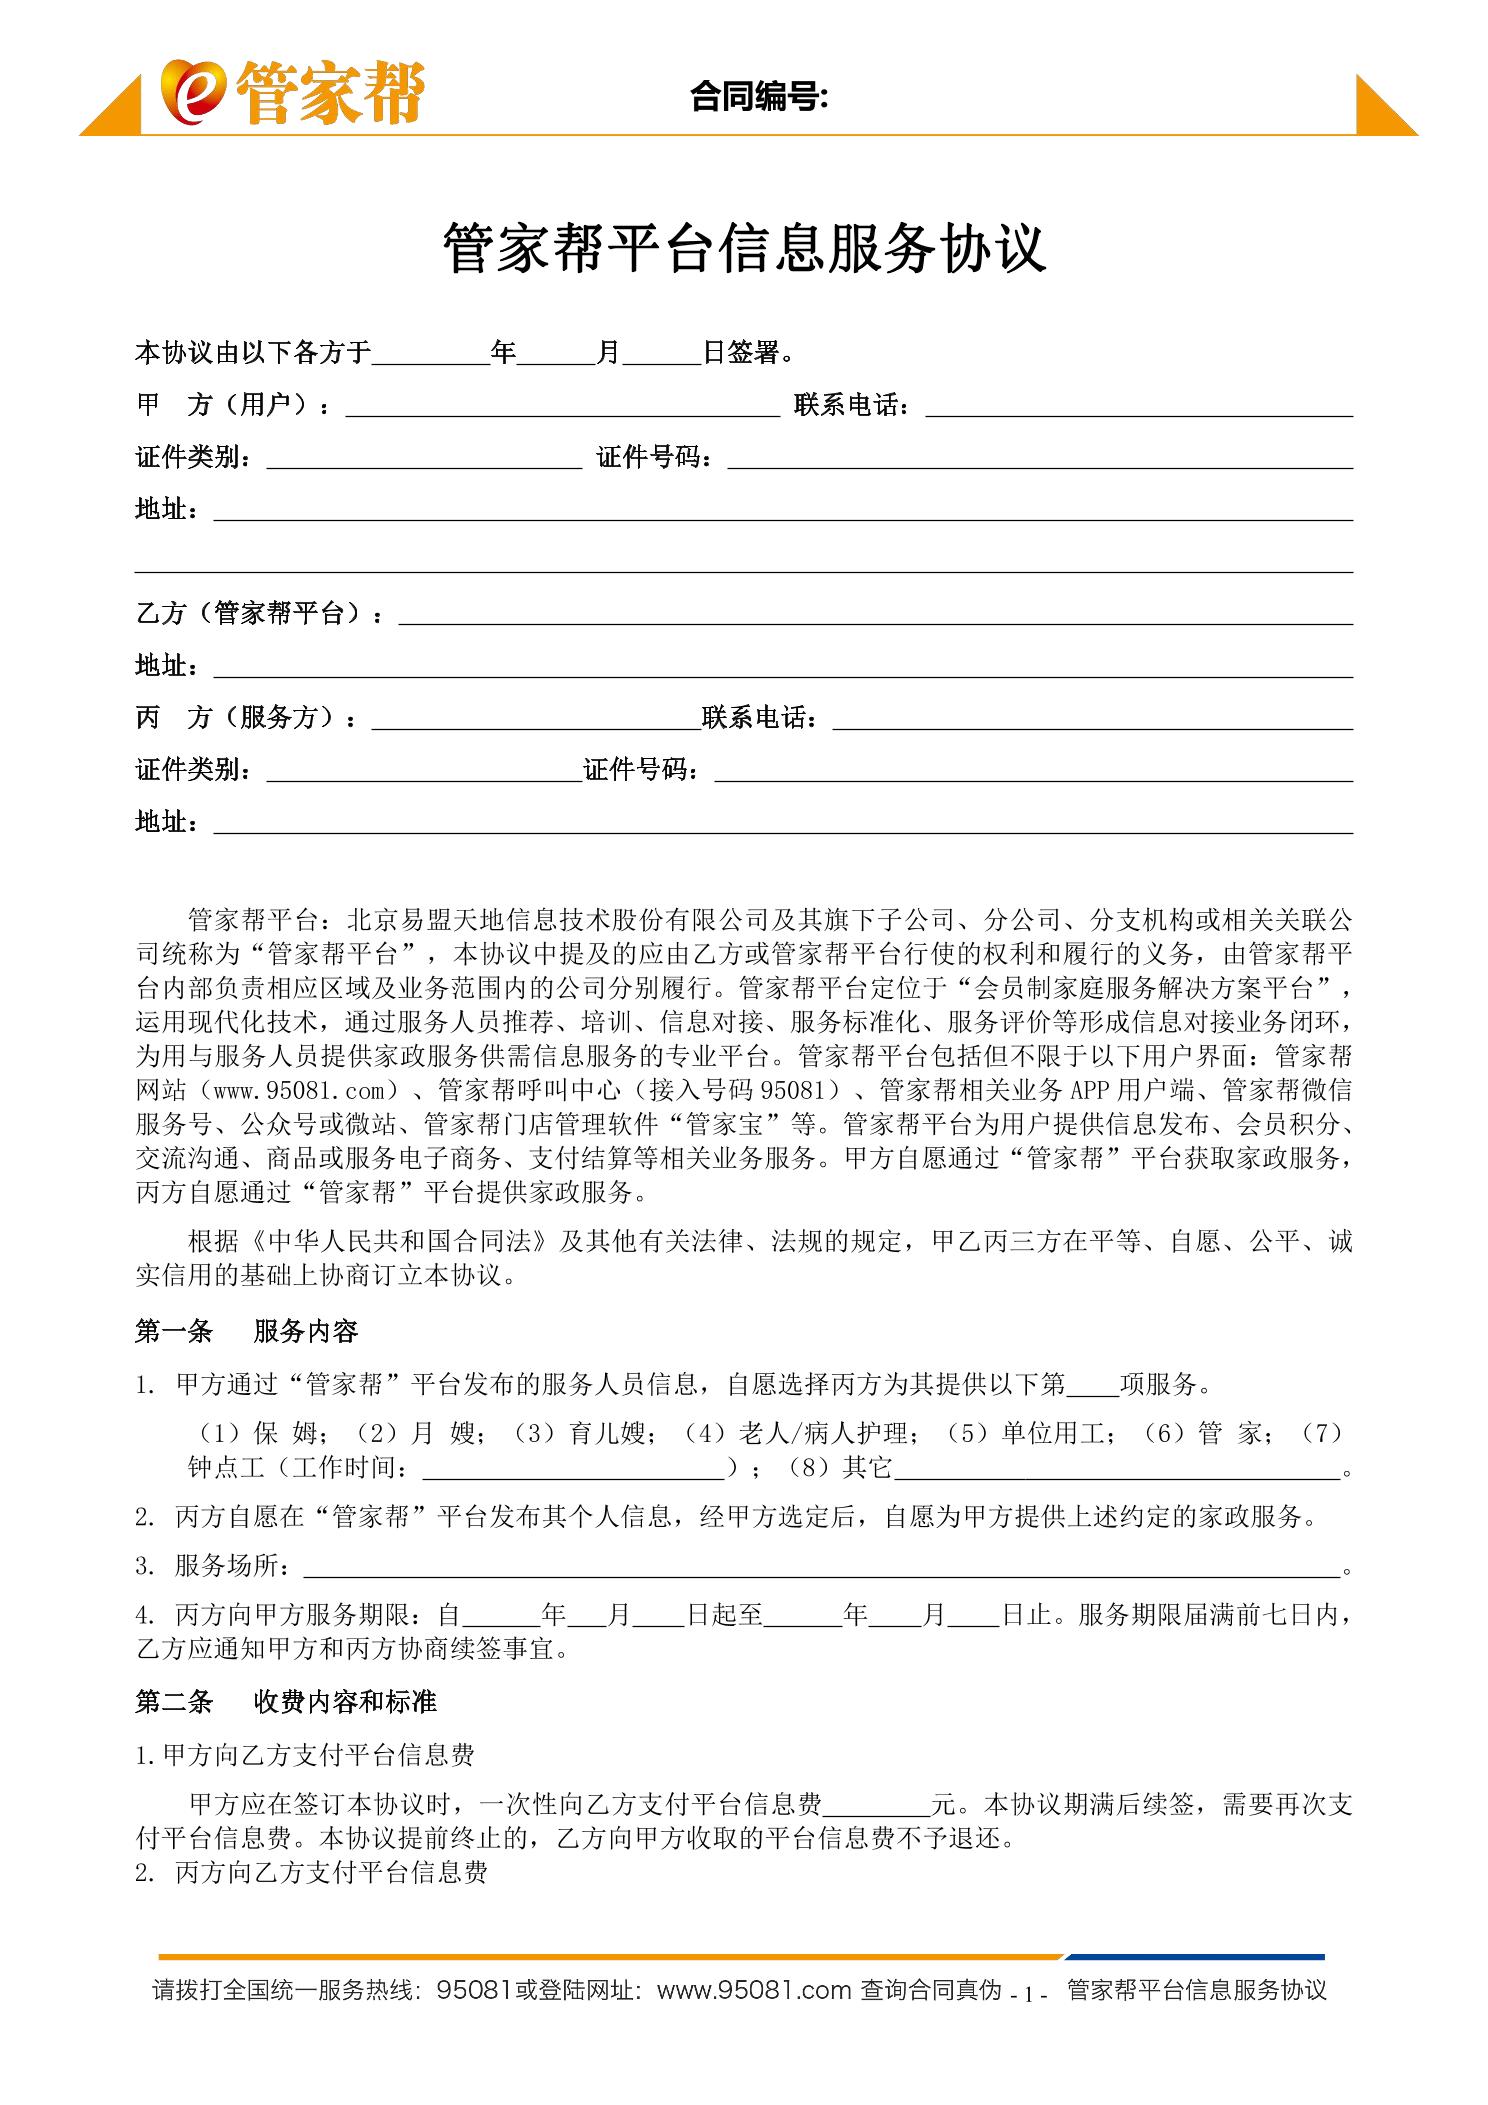 e管家帮
合同编号:
管家帮平台信息服务协议
本协议由以下各方于_________年______月______日签署。
甲　方（用户）：_________________________________ 联系电话：________________________________
证件类别：________________________ 证件号码：_______________________________________________
地址：______________________________________________________________________________________
____________________________________________________________________________________________
乙方（管家帮平台）：________________________________________________________________________
地址：______________________________________________________________________________________
丙　方（服务方）：_________________________联系电话：_______________________________________
证件类别：________________________证件号码：________________________________________________
地址：______________________________________________________________________________________
管家帮平台：北京易盟天地信息技术股份有限公司及其旗下子公司、分公司、分支机构或相关关联公
司统称为“管家帮平台”，本协议中提及的应由乙方或管家帮平台行使的权利和履行的义务，由管家帮平
台内部负责相应区域及业务范围内的公司分别履行。管家帮平台定位于“会员制家庭服务解决方案平台”，
运用现代化技术，通过服务人员推荐、培训、信息对接、服务标准化、服务评价等形成信息对接业务闭环，
为用与服务人员提供家政服务供需信息服务的专业平台。管家帮平台包括但不限于以下用户界面：管家帮
网站（www.95081.com）、管家帮呼叫中心（接入号码 95081）、管家帮相关业务 APP 用户端、管家帮微信
服务号、公众号或微站、管家帮门店管理软件“管家宝”等。管家帮平台为用户提供信息发布、会员积分、
交流沟通、商品或服务电子商务、支付结算等相关业务服务。甲方自愿通过“管家帮”平台获取家政服务，
丙方自愿通过“管家帮”平台提供家政服务。
根据《中华人民共和国合同法》及其他有关法律、法规的规定，甲乙丙三方在平等、自愿、公平、诚
实信用的基础上协商订立本协议。
第一条　服务内容
1. 甲方通过“管家帮”平台发布的服务人员信息，自愿选择丙方为其提供以下第____项服务。
（1）保 姆；（2）月 嫂；（3）育儿嫂；（4）老人/病人护理；（5）单位用工；（6）管 家；（7）
钟点工（工作时间：_______________________）；（8）其它__________________________________。
2. 丙方自愿在“管家帮”平台发布其个人信息，经甲方选定后，自愿为甲方提供上述约定的家政服务。
3. 服务场所：______________________________________________________________________________。
4. 丙方向甲方服务期限：自______年___月____日起至______年____月____日止。服务期限届满前七日内，
乙方应通知甲方和丙方协商续签事宜。
第二条　收费内容和标准
1.甲方向乙方支付平台信息费
甲方应在签订本协议时，一次性向乙方支付平台信息费________元。本协议期满后续签，需要再次支
付平台信息费。本协议提前终止的，乙方向甲方收取的平台信息费不予退还。
2. 丙方向乙方支付平台信息费
请拨打全国统一服务热线：95081或登陆网址：www.95081.com 查询合同真伪 - 1 - 管家帮平台信息服务协议